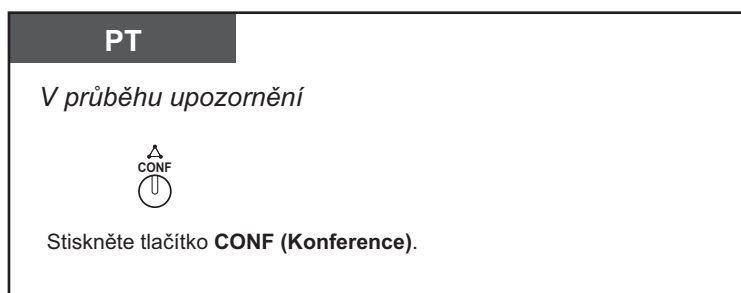 PT
V průběhu upozornění
CONF
Stiskněte tlačítko CONF (Konference).